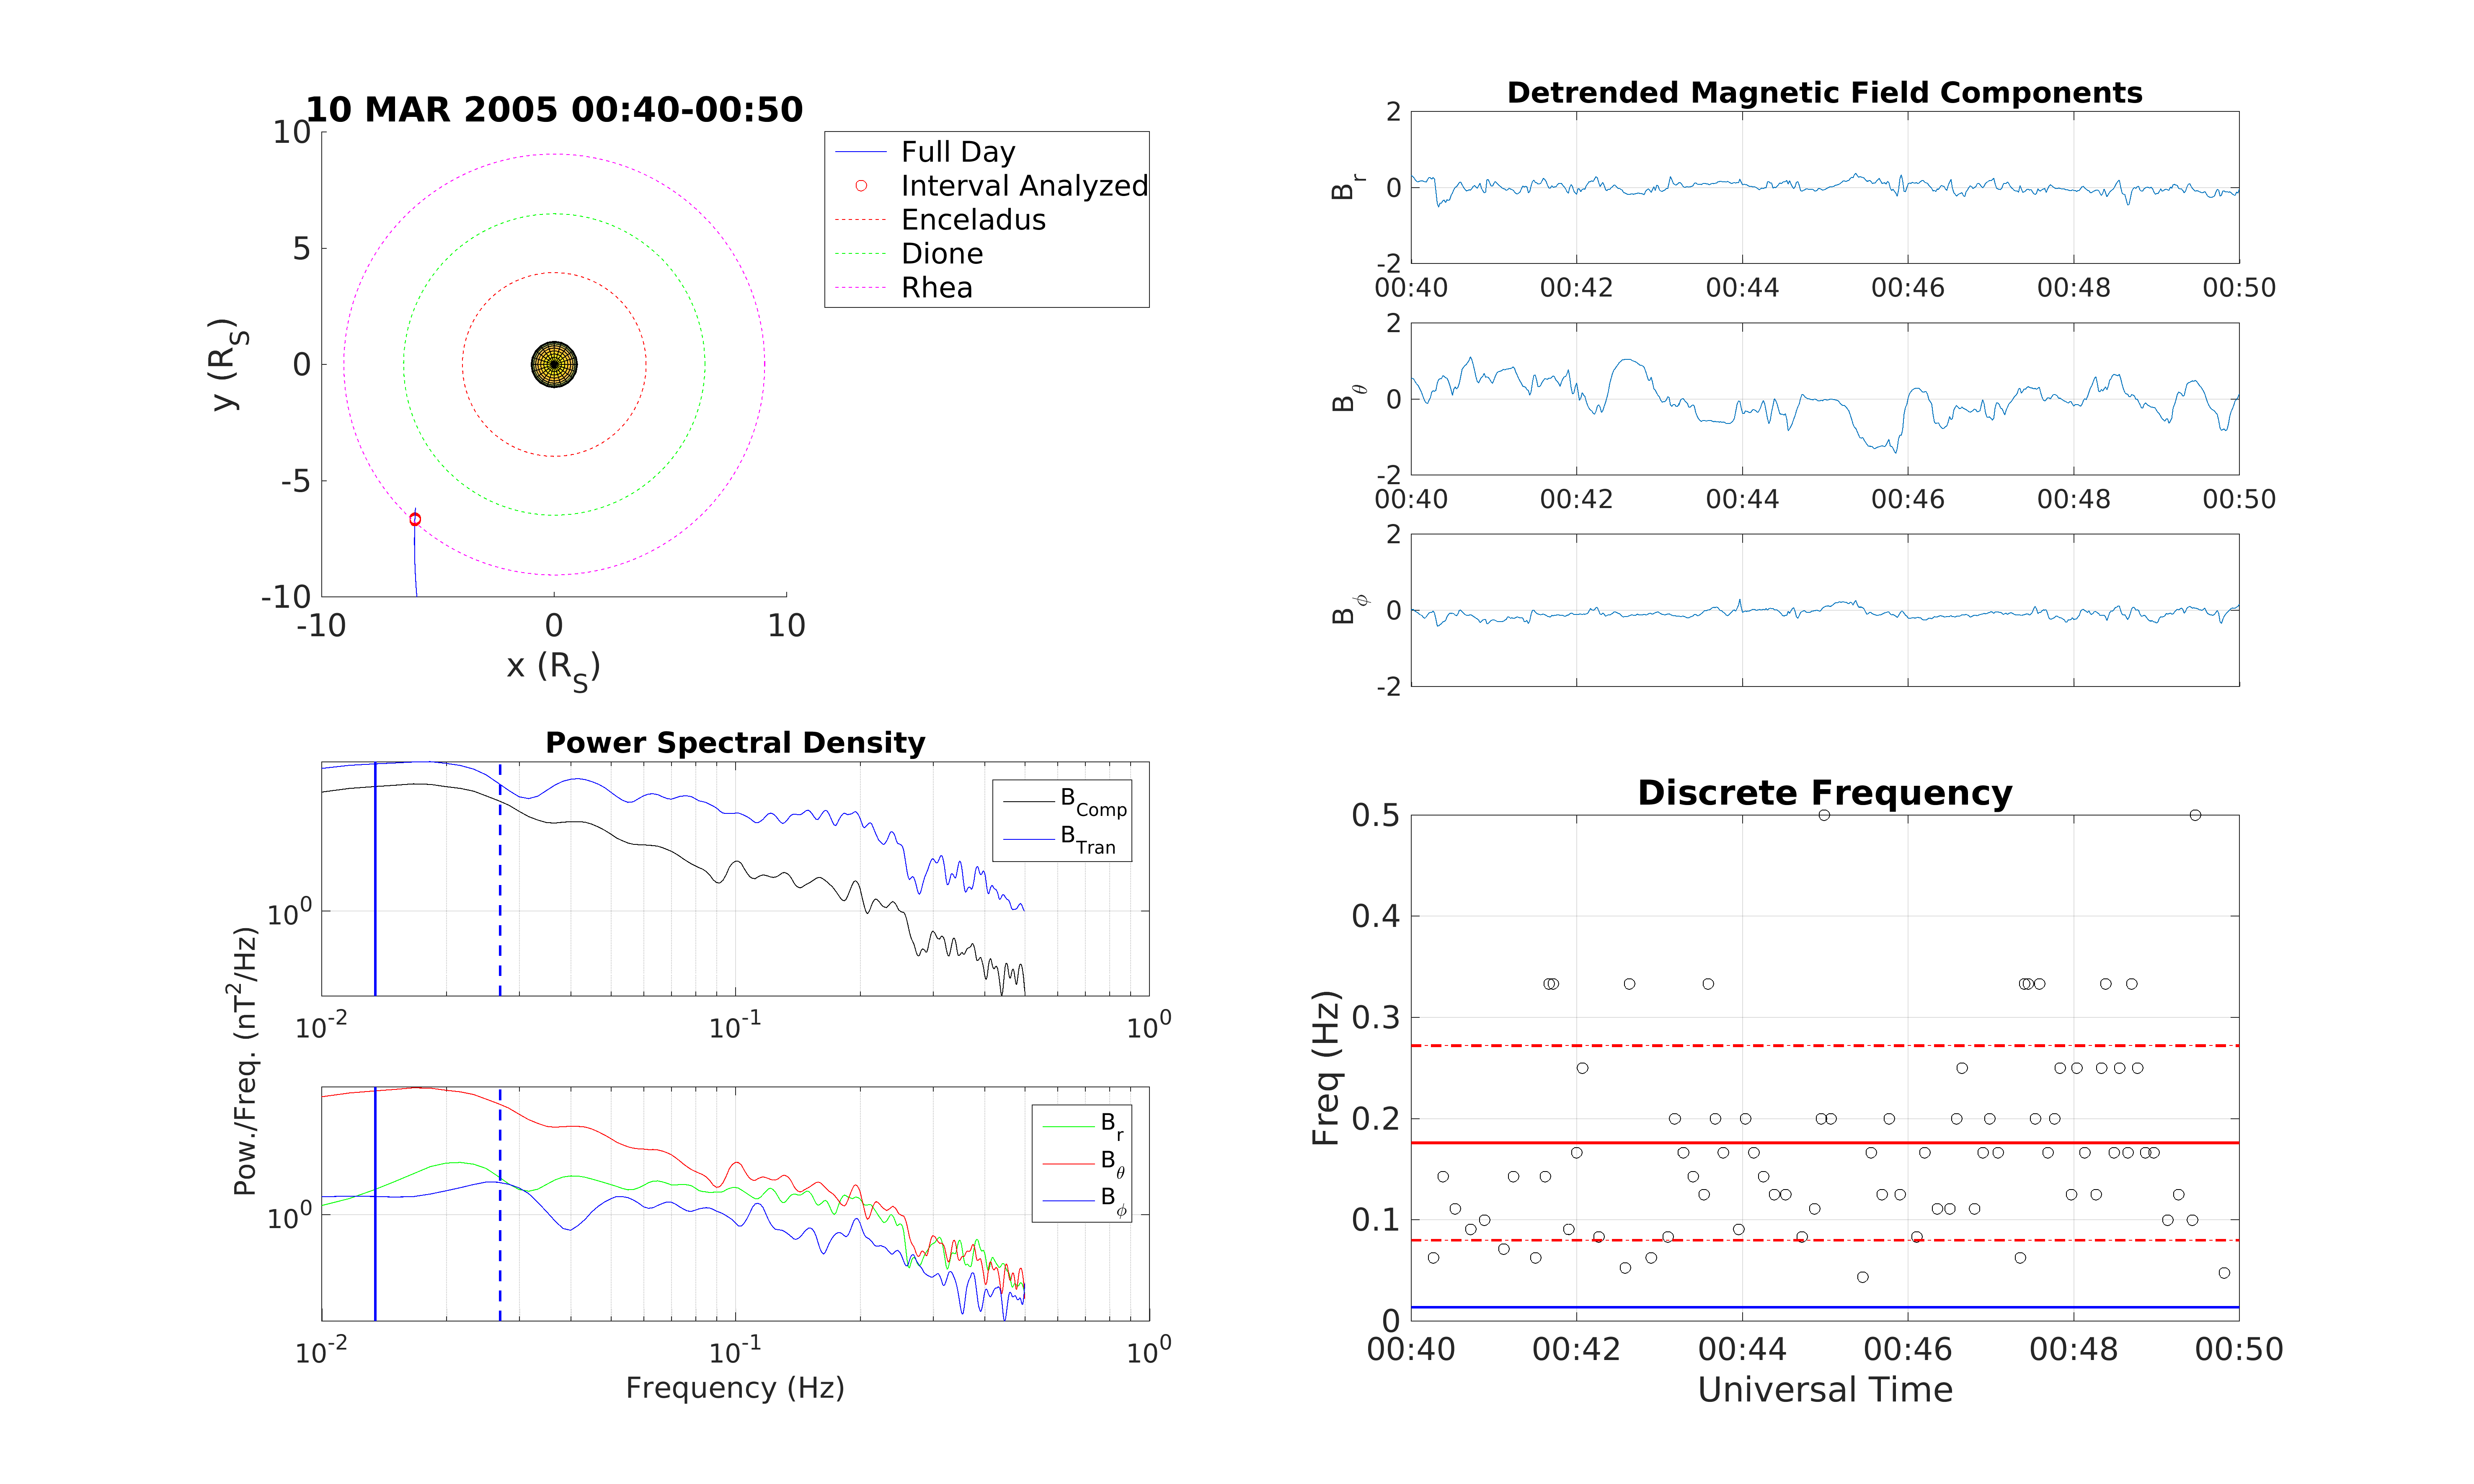 10 MAR 2005 00:40-00:50
10
5
0
-5
-10
-10 0 10
y (R_S)
x (R_S)
Full Day
Interval Analyzed
Enceladus
Dione
Rhea
Detrended Magnetic Field Components
2
0
-2
B_r
00:40 00:42 00:44 00:46 00:48 00:50
2
0
-2
B_θ
00:40 00:42 00:44 00:46 00:48 00:50
2
0
-2
B_ϕ
Power Spectral Density
B_Comp
B_Tran
10^0
10^-2 10^-1 10^0
Pow./Freq. (nT^2/Hz)
B_r
B_θ
B_ϕ
10^0
10^-2 10^-1 10^0
Frequency (Hz)
Discrete Frequency
0.5
0.4
0.3
0.2
0.1
0
Freq (Hz)
00:40 00:42 00:44 00:46 00:48 00:50
Universal Time